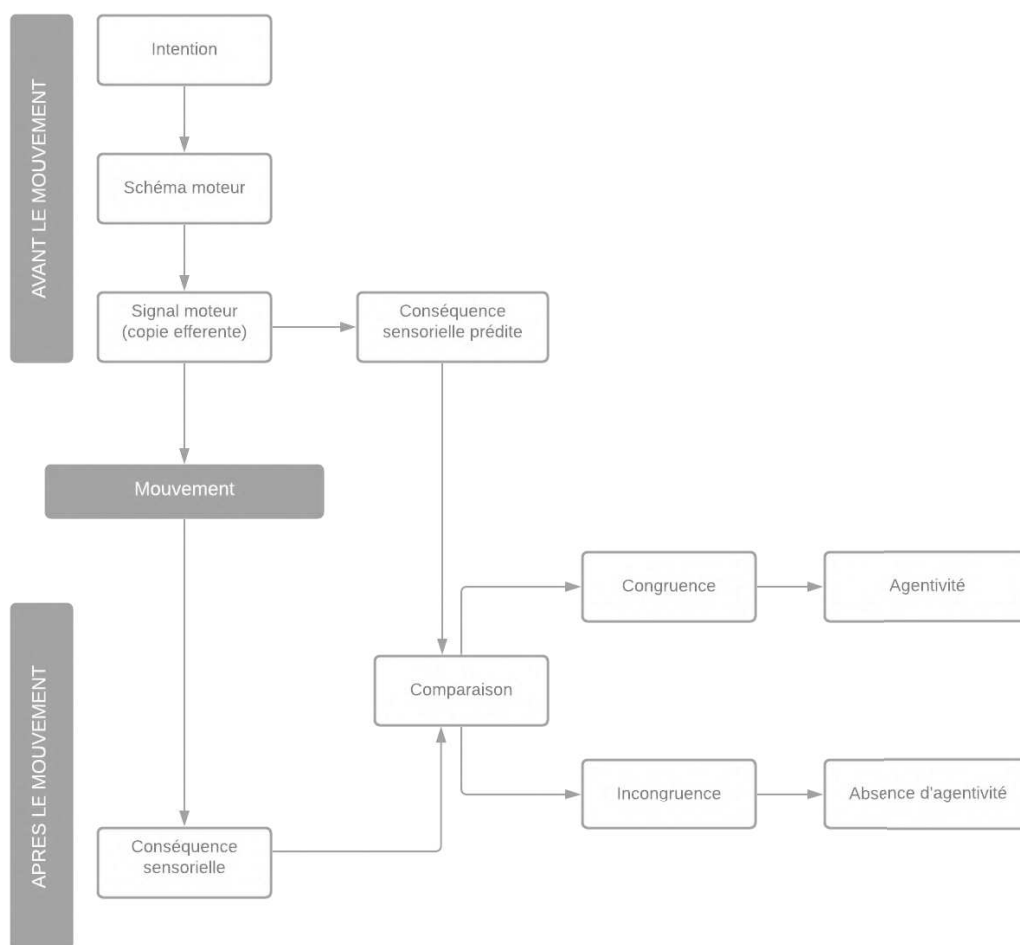 AVANT LE MOUVEMENT
Intention
Schéma moteur
Signal moteur
(copie efferente)
Conséquence
sensorielle prédite
Mouvement
APRES LE MOUVEMENT
Congruence
Agentivité
Comparaison
Incongruence
Absence d'agentivité
Conséquence
sensorielle